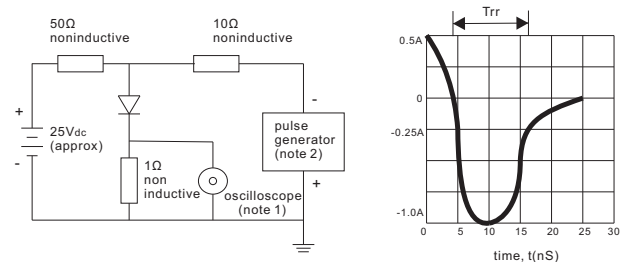 50Ω
noninductive
10Ω
noninductive
+
25Vdc
(approx)
-
1Ω
non
inductive
oscilloscope
(note 1)
-
pulse
generator
(note 2)
+
Trr
0.5A
0
-0.25A
-1.0A
0 5 10 15 20 25 30
time, t(nS)